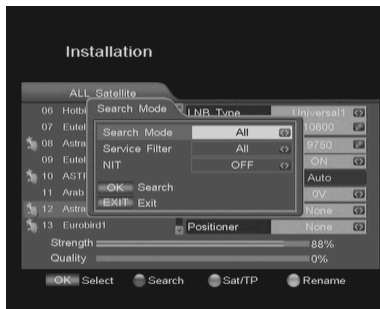 Installation
ALL Satellite
06 Hotbi LNB Type Universal1
Search Mode
07 Eutel 10600
Search Mode All
08 Astra 9750
Service Filter All
09 Eutel ON
NIT OFF
10 ASTI Auto
11 Arab 0V
OK Search
12 Astra None
EXIT Exit
13 Eurobird1 Positioner None
Strength 88%
Quality 0%
OK Select Search Sat/TP Rename